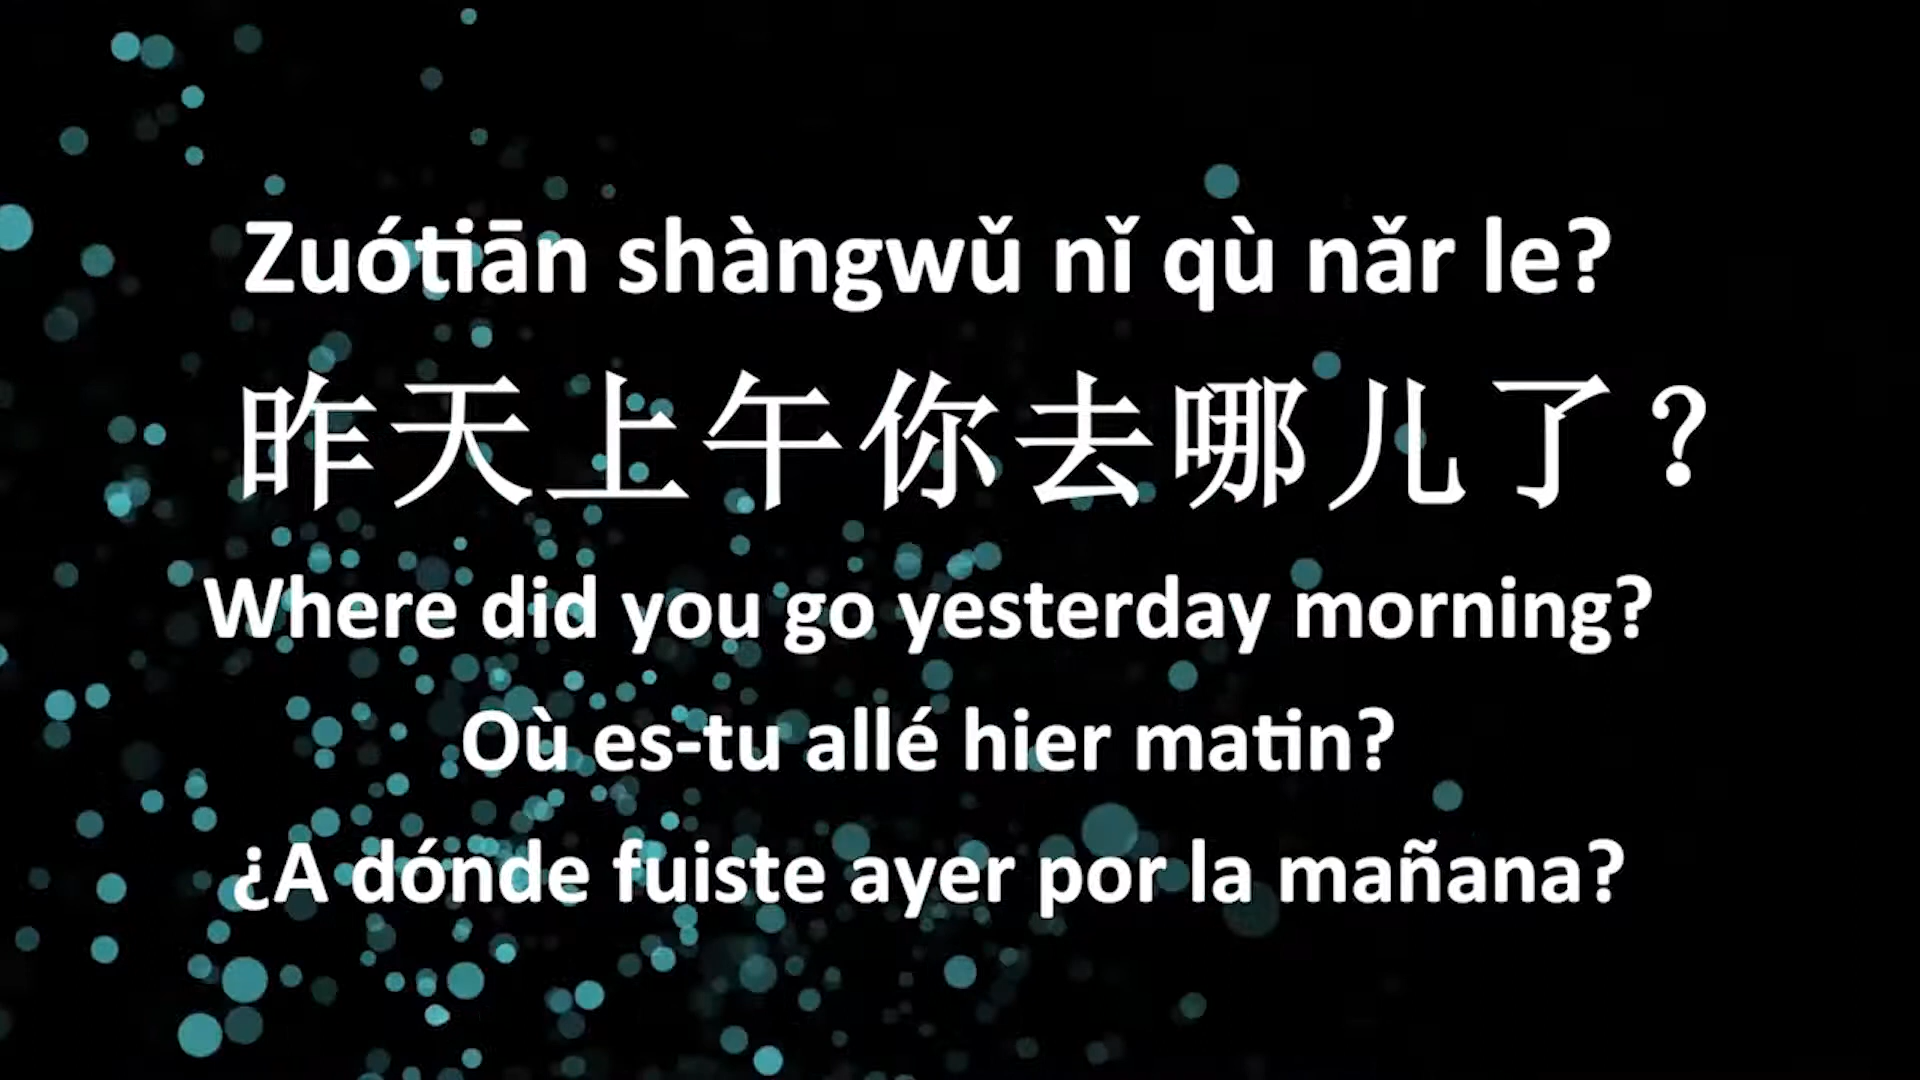 Zuótiān shàngwǔ nǐ qù nǎr le?
昨天上午你去哪儿了？
Where did you go yesterday morning?
Où es-tu allé hier matin?
¿A dónde fuiste ayer por la mañana?